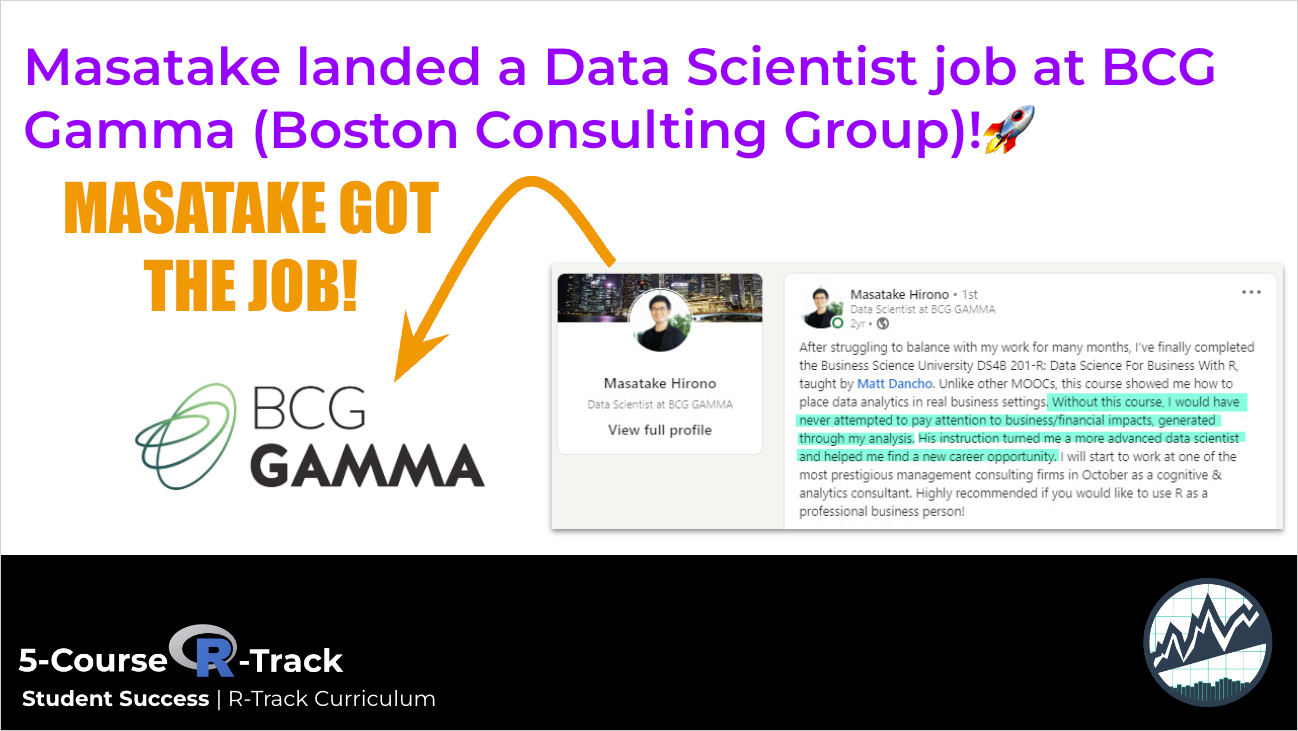 Masatake landed a Data Scientist job at BCG
Gamma (Boston Consulting Group)!🚀
MASATAKE GOT
THE JOB!
BCG
GAMMA
Masatake Hirono
Data Scientist at BCG GAMMA
View full profile
Masatake Hirono • 1st
Data Scientist at BCG GAMMA
2yr •
After struggling to balance with my work for many months, I've finally completed
the Business Science University DS4B 201-R: Data Science For Business With R,
taught by Matt Dancho. Unlike other MOOCs, this course showed me how to
place data analytics in real business settings. Without this course, I would have
never attempted to pay attention to business/financial impacts, generated
through my analysis. His instruction turned me a more advanced data scientist
and helped me find a new career opportunity. I will start to work at one of the
most prestigious management consulting firms in October as a cognitive &
analytics consultant. Highly recommended if you would like to use R as a
professional business person!
5-Course R-Track
Student Success | R-Track Curriculum